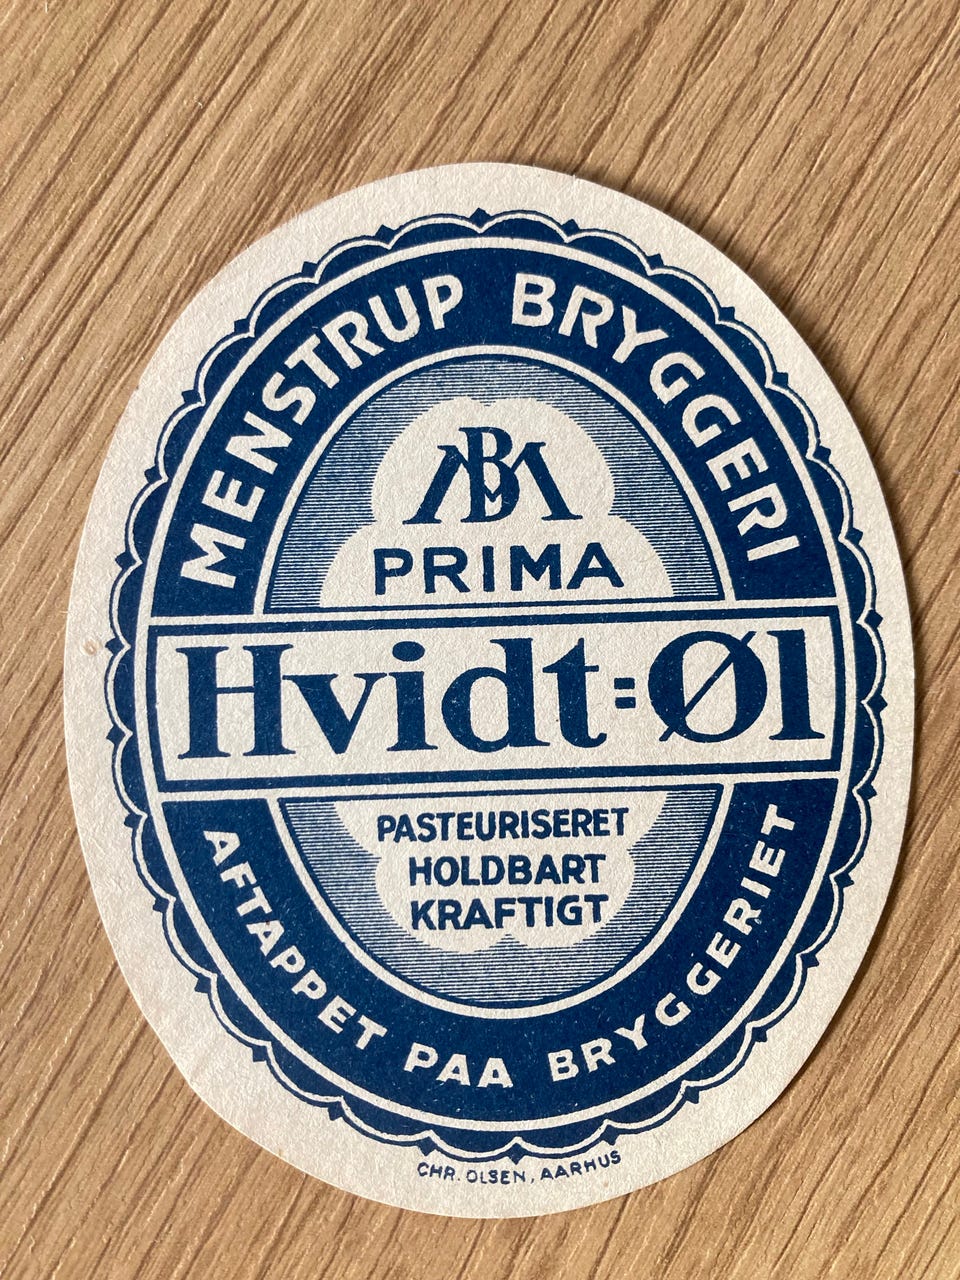 MENSTRUP BRYGGERI
MB
PRIMA
Hvidt=Øl
PASTEURISERET
HOLDBART
KRAFTIGT
AFTAPPET PAA BRYGGERIET
CHR. OLSEN, AARHUS